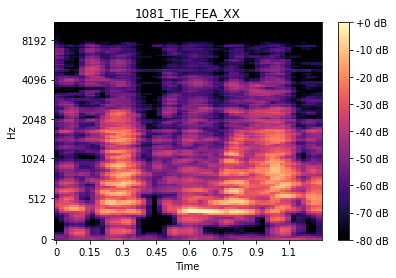 1081_TIE_FEA_XX
+0 dB
8192
-10 dB
4096
-20 dB
-30 dB
2048
-40 dB
Hz
1024
-50 dB
512
-60 dB
-70 dB
0
-80 dB
0 0.15 0.3 0.45 0.6 0.75 0.9 1.1
Time